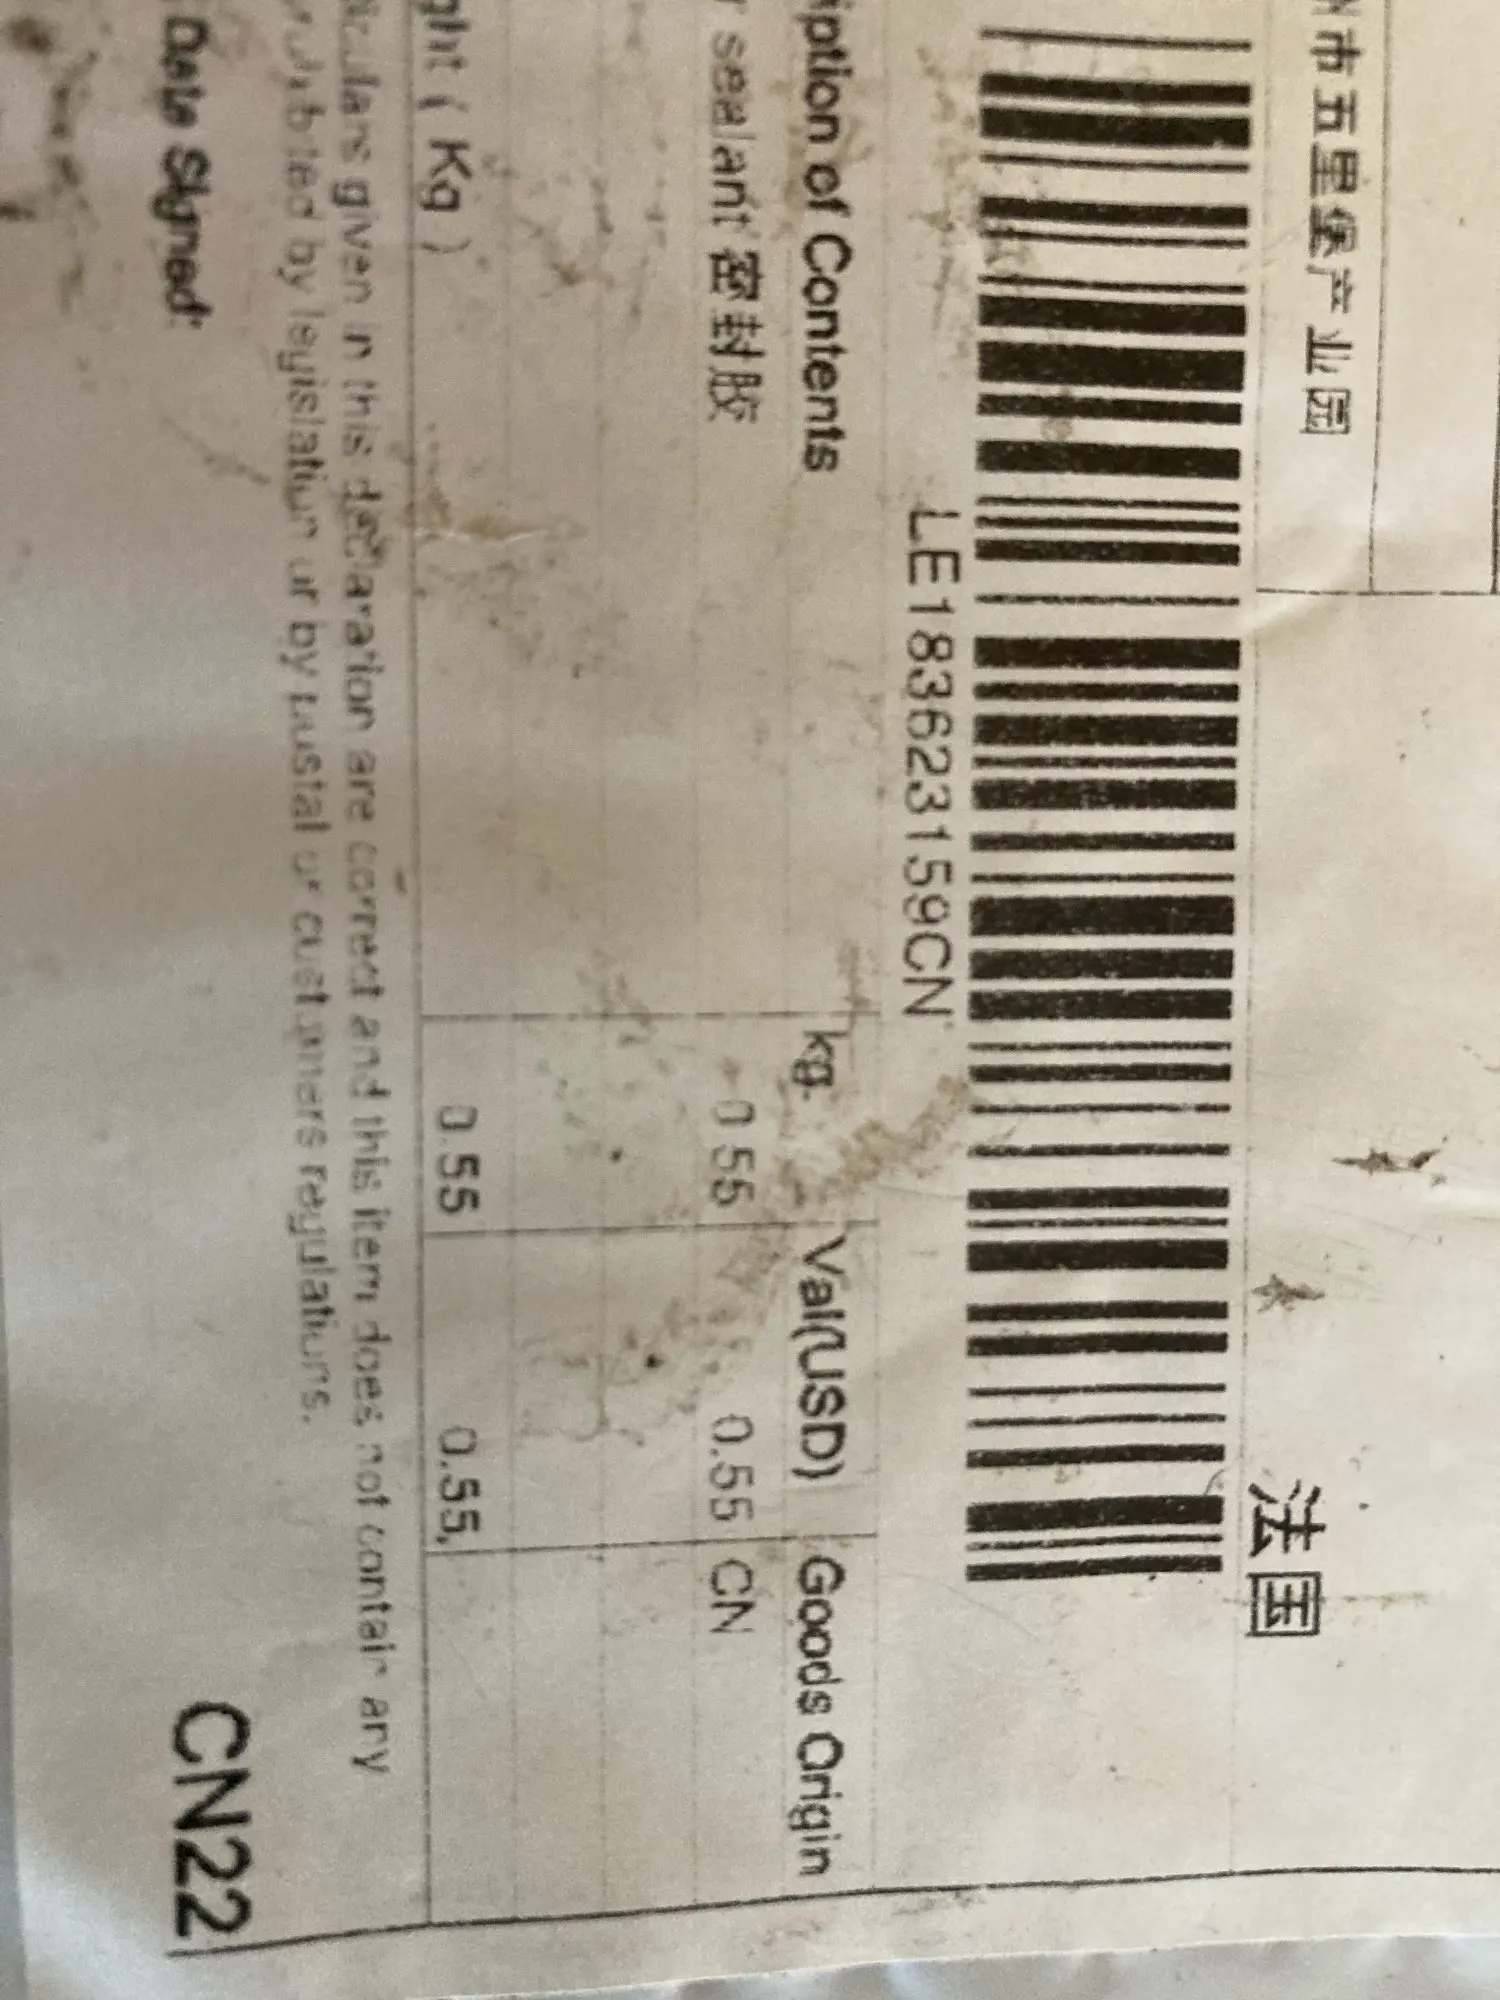 市五里堡产业园
法国
LE183623159CN
iption of Contents kg. Val(USD) Goods Origin
sealant 密封胶 0.55 0.55 CN
ght ( Kg ) 0.55 0.55
given in this declaration are correct and this item does not contain any
by legislation or by postal or customers regulations.
Date Signed: CN22